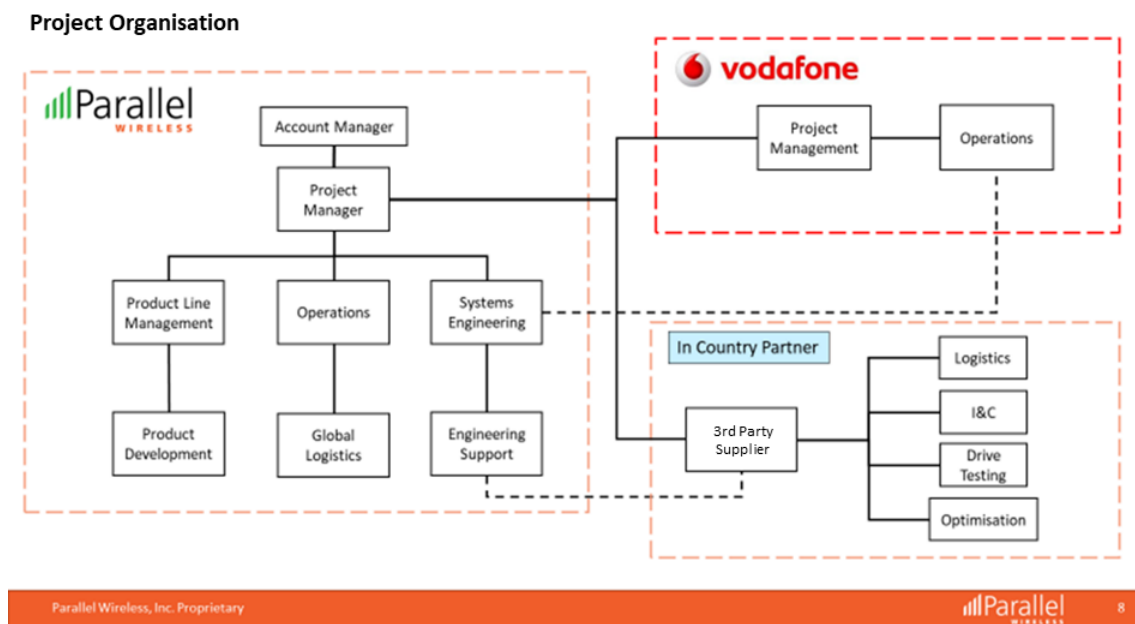 Project Organisation
Parallel
WIRELESS
Account Manager
Project
Manager
Product Line
Management
Operations
Systems
Engineering
Product
Development
Global
Logistics
Engineering
Support
vodafone
Project
Management
Operations
In Country Partner
3rd Party
Supplier
Logistics
I&C
Drive
Testing
Optimisation
Parallel Wireless, Inc. Proprietary
Parallel
WIRELESS
8